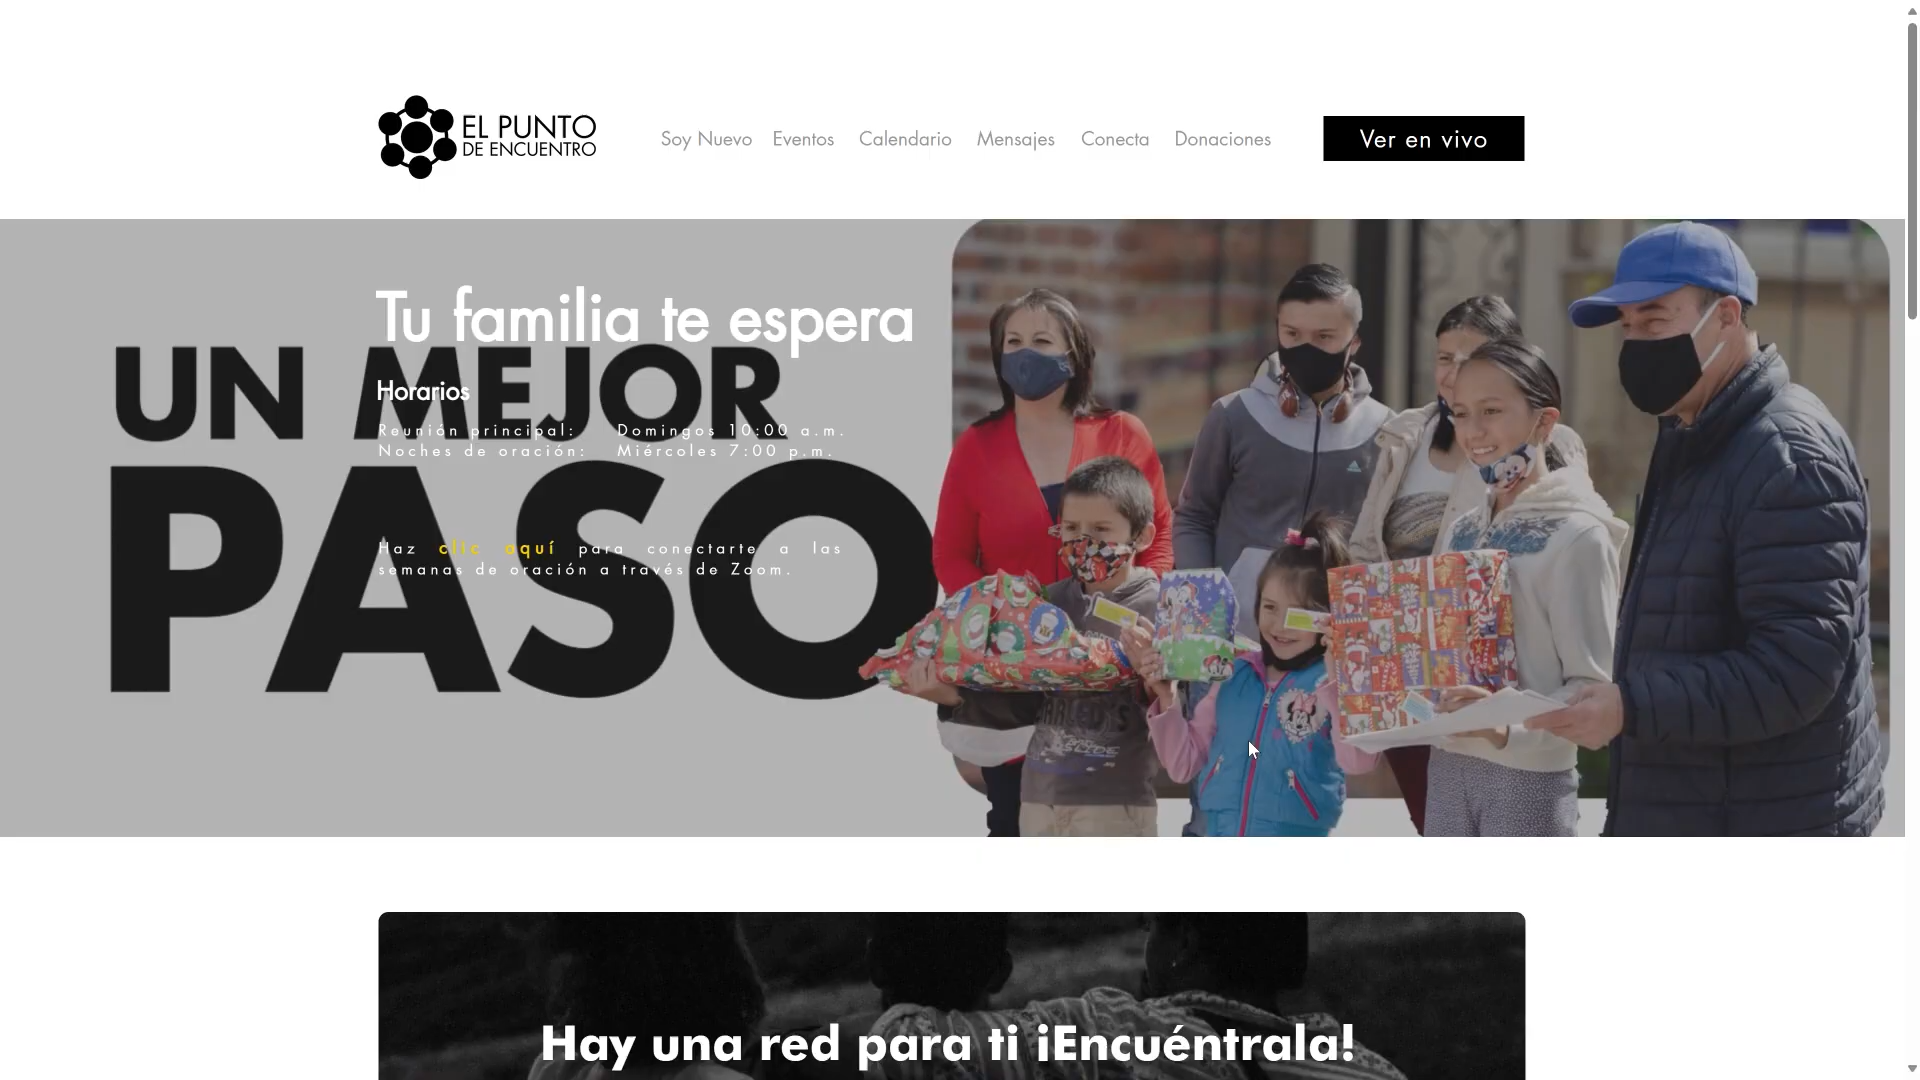 EL PUNTO
DE ENCUENTRO
Soy Nuevo Eventos Calendario Mensajes Conecta Donaciones
Ver en vivo
Tu familia te espera
UN MEJOR
PASO
Horarios
Reunión principal: Domingos 10:00 a.m.
Noches de oración: Miércoles 7:00 p.m.
Haz clic aquí para conectarte a las
semanas de oración a través de Zoom.
Hay una red para ti ¡Encuéntrala!